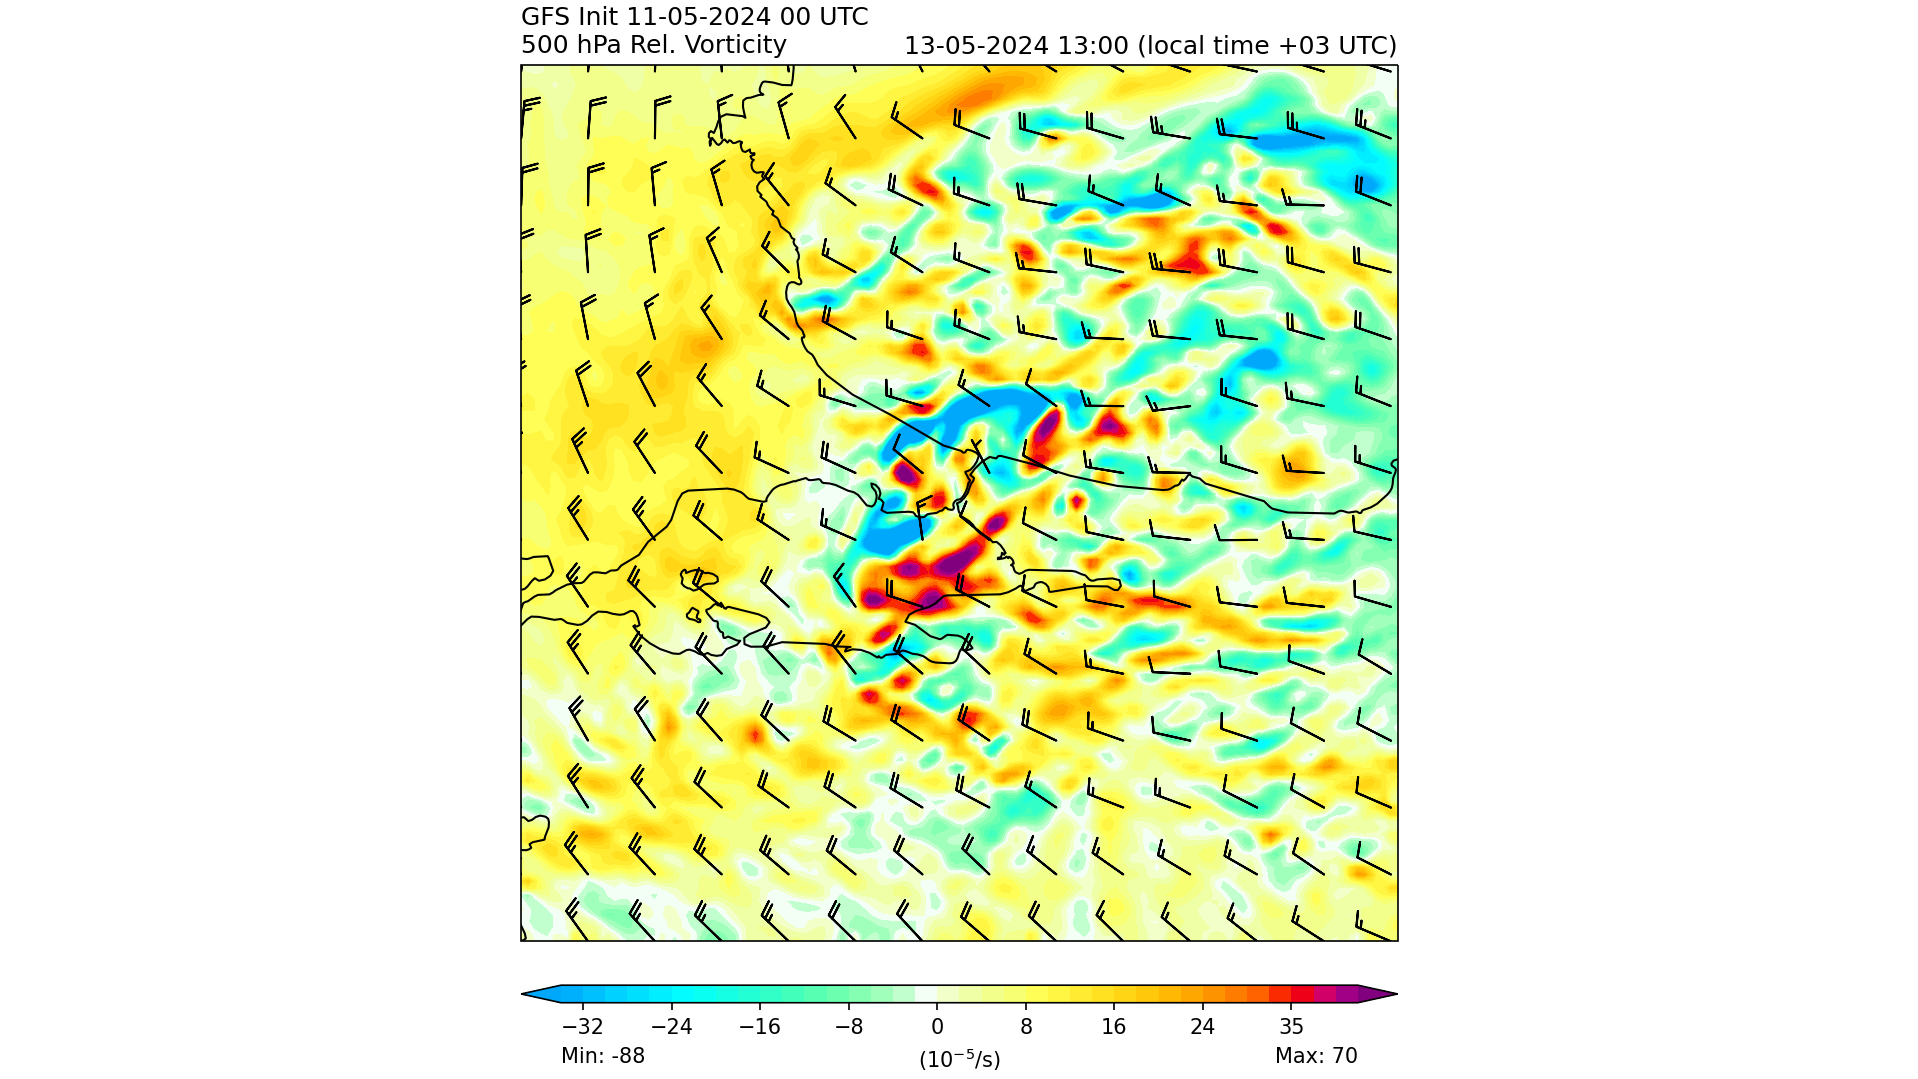 GFS Init 11-05-2024 00 UTC
500 hPa Rel. Vorticity
13-05-2024 13:00 (local time +03 UTC)
−32 −24 −16 −8 0 8 16 24 35
Min: -88 (10⁻⁵/s) Max: 70